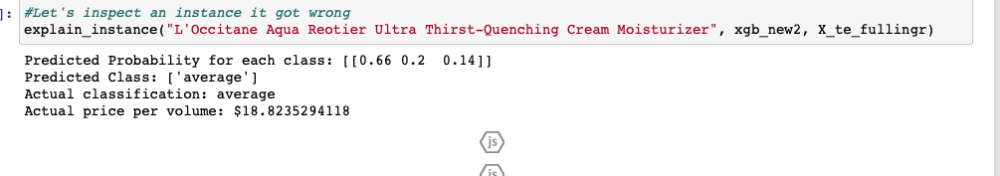 ]: #Let's inspect an instance it got wrong
explain_instance("L'Occitane Aqua Reotier Ultra Thirst-Quenching Cream Moisturizer", xgb_new2, X_te_fullingr)
Predicted Probability for each class: [[0.66 0.2  0.14]]
Predicted Class: ['average']
Actual classification: average
Actual price per volume: $18.8235294118
js
js